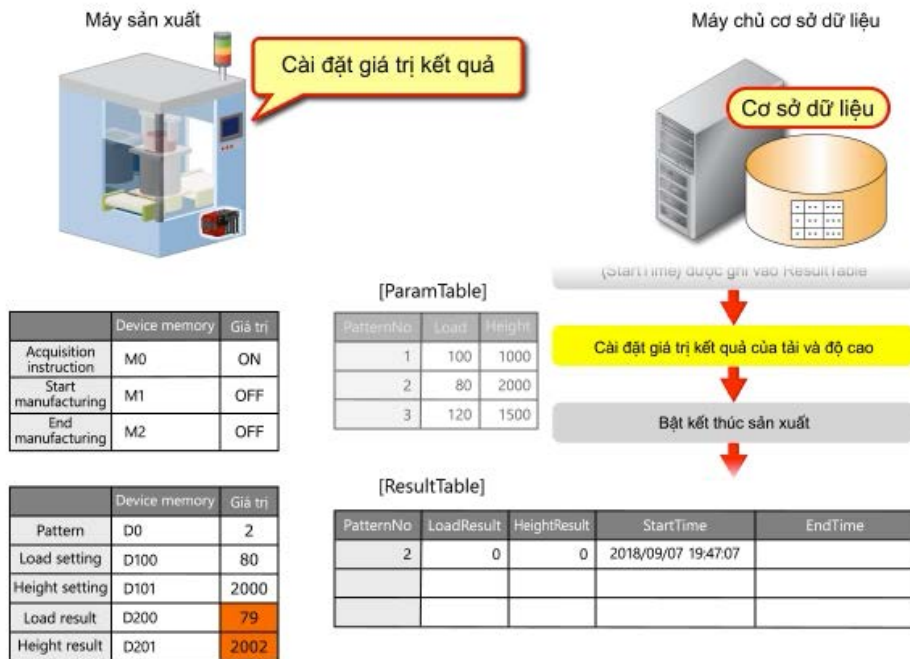 Máy sản xuất
Máy chủ cơ sở dữ liệu
Cài đặt giá trị kết quả
Cơ sở dữ liệu
(StartTime) được ghi vào ResultTable
Cài đặt giá trị kết quả của tải và độ cao
Bật kết thúc sản xuất
Device memory Giá trị
Acquisition
instruction M0 ON
Start
manufacturing M1 OFF
End
manufacturing M2 OFF
[ParamTable]
PatternNo Load Height
1 100 1000
2 80 2000
3 120 1500
Device memory Giá trị
Pattern D0 2
Load setting D100 80
Height setting D101 2000
Load result D200 79
Height result D201 2002
[ResultTable]
PatternNo LoadResult HeightResult StartTime EndTime
2 0 0 2018/09/07 19:47:07